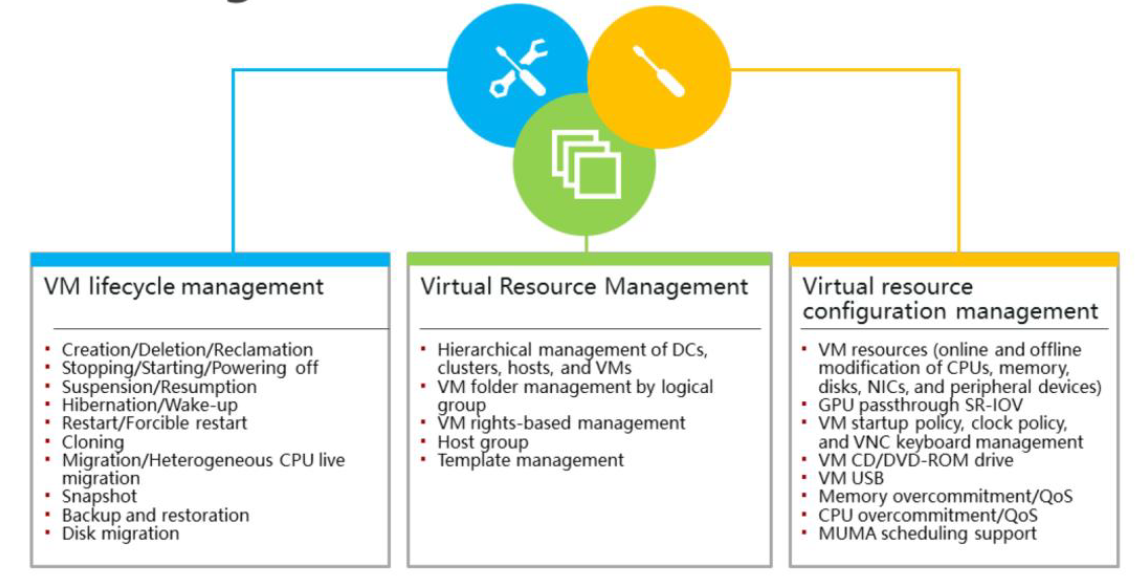 VM lifecycle management
▪ Creation/Deletion/Reclamation
▪ Stopping/Starting/Powering off
▪ Suspension/Resumption
▪ Hibernation/Wake-up
▪ Restart/Forcible restart
▪ Cloning
▪ Migration/Heterogeneous CPU live
migration
▪ Snapshot
▪ Backup and restoration
▪ Disk migration
Virtual Resource Management
▪ Hierarchical management of DCs,
clusters, hosts, and VMs
▪ VM folder management by logical
group
▪ VM rights-based management
▪ Host group
▪ Template management
Virtual resource
configuration management
▪ VM resources (online and offline
modification of CPUs, memory,
disks, NICs, and peripheral devices)
▪ GPU passthrough SR-IOV
▪ VM startup policy, clock policy,
and VNC keyboard management
▪ VM CD/DVD-ROM drive
▪ VM USB
▪ Memory overcommitment/QoS
▪ CPU overcommitment/QoS
▪ MUMA scheduling support